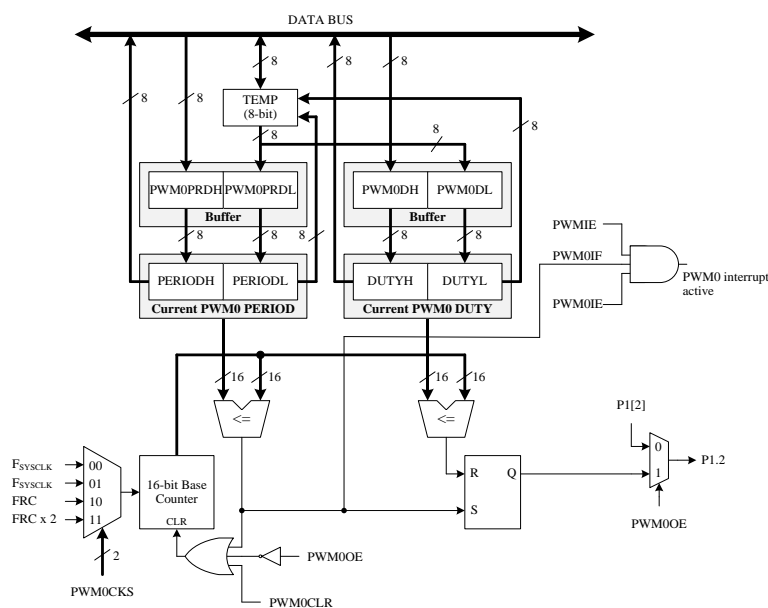 DATA BUS
8
8
8
8
8
TEMP
(8-bit)
8
8
8
PWM0PRDH PWM0PRDL
Buffer
PWM0DH PWM0DL
Buffer
8
8
8
8
8
PERIODH PERIODL
Current PWM0 PERIOD
DUTYH DUTYL
Current PWM0 DUTY
PWMIE
PWM0IF
PWM0IE
PWM0 interrupt
active
16
16
16
16
<=
<=
P1[2]
0
1
P1.2
PWM0OE
R
Q
S
FSYSCLK
FSYSCLK
FRC
FRC x 2
00
01
10
11
16-bit Base
Counter
CLR
2
PWM0CKS
PWM0OE
PWM0CLR